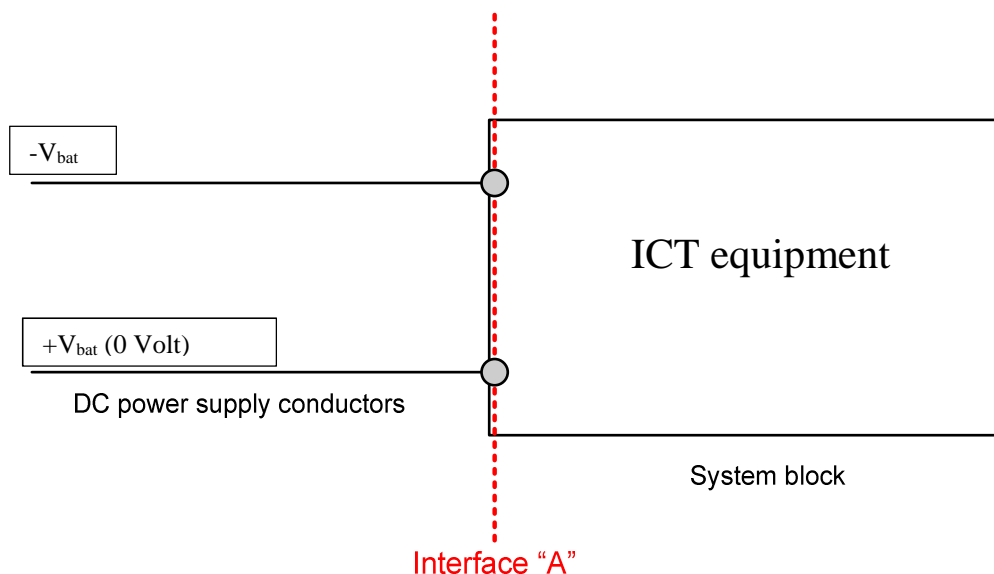 -Vbat
ICT equipment
+Vbat (0 Volt)
DC power supply conductors
System block
Interface “A”